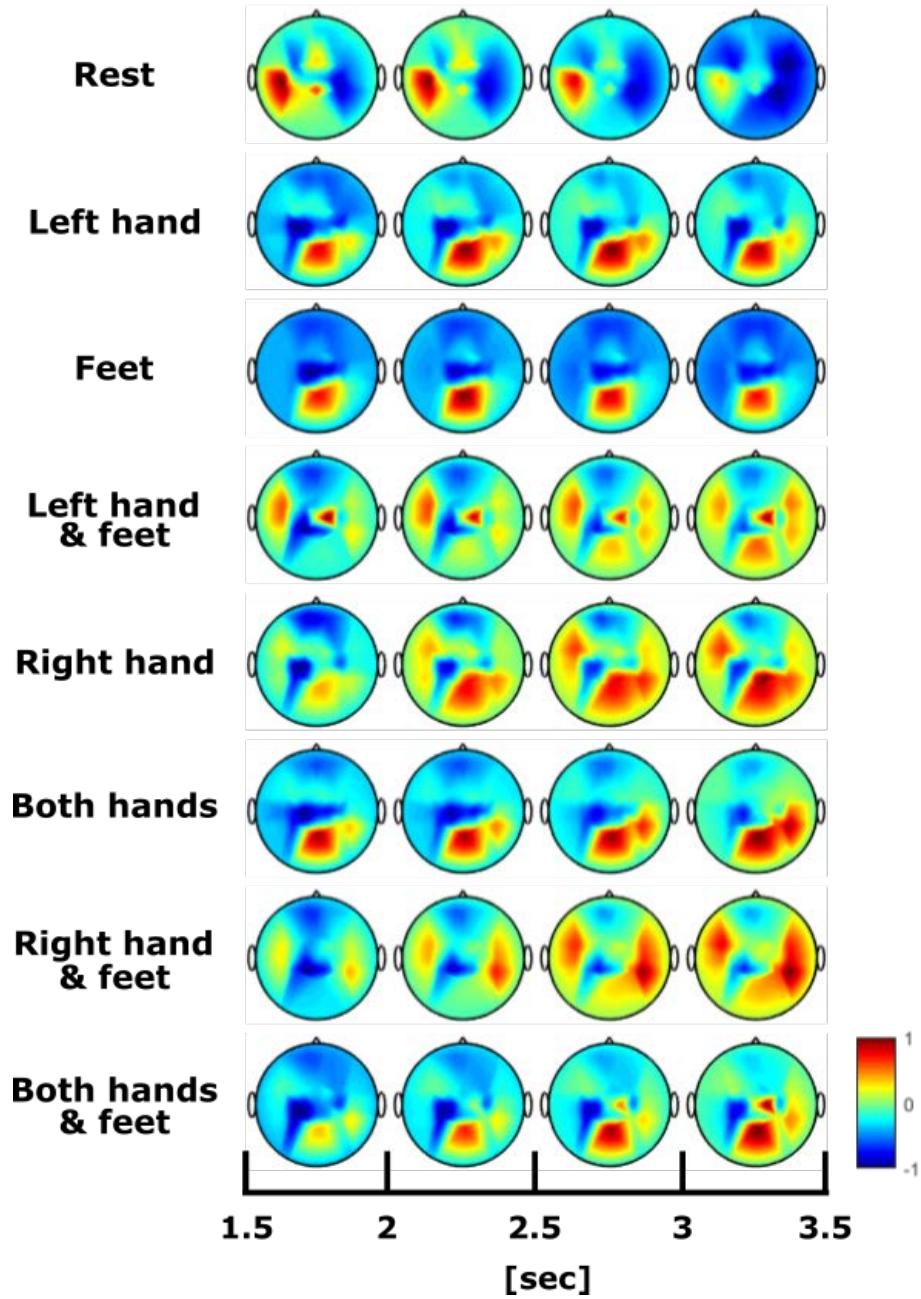 Rest
Left hand
Feet
Left hand
& feet
Right hand
Both hands
Right hand
& feet
Both hands
& feet
1
0
-1
1.5 2 2.5 3 3.5
[sec]